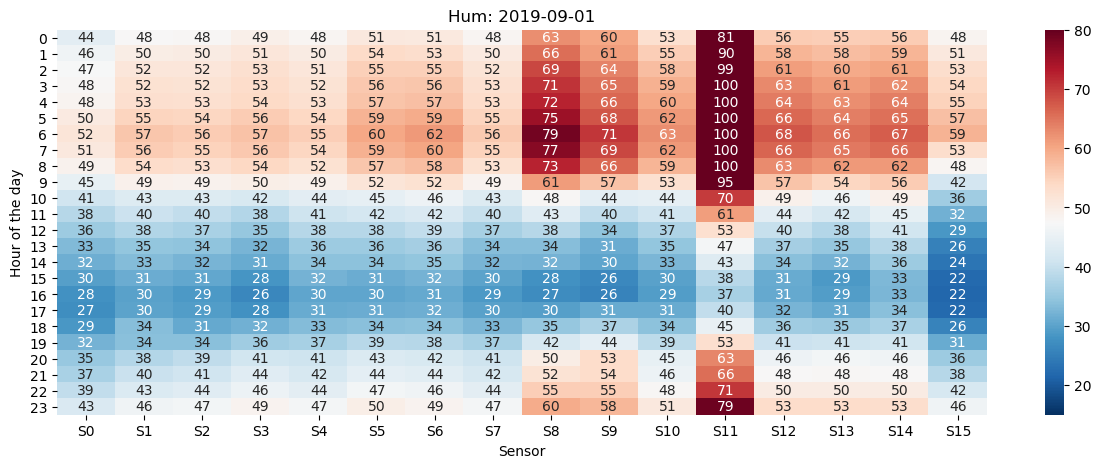 Hum: 2019-09-01
0 44 48 48 49 48 51 51 48 63 60 53 81 56 55 56 48
1 46 50 50 51 50 54 53 50 66 61 55 90 58 58 59 51
2 47 52 52 53 51 55 55 52 69 64 58 99 61 60 61 53
3 48 52 52 53 52 56 56 53 71 65 59 100 63 61 62 54
4 48 53 53 54 53 57 57 53 72 66 60 100 64 63 64 55
5 50 55 54 56 54 59 59 55 75 68 62 100 66 64 65 57
6 52 57 56 57 55 60 62 56 79 71 63 100 68 66 67 59
7 51 56 55 56 54 59 60 55 77 69 62 100 66 65 66 53
8 49 54 53 54 52 57 58 53 73 66 59 100 63 62 62 48
9 45 49 49 50 49 52 52 49 61 57 53 95 57 54 56 42
10 41 43 43 42 44 45 46 43 48 44 44 70 49 46 49 36
11 38 40 40 38 41 42 42 40 43 40 41 61 44 42 45 32
12 36 38 37 35 38 38 39 37 38 34 37 53 40 38 41 29
13 33 35 34 32 36 36 36 34 34 31 35 47 37 35 38 26
14 32 33 32 31 34 34 35 32 32 30 33 43 34 32 36 24
15 30 31 31 28 32 31 32 30 28 26 30 38 31 29 33 22
16 28 30 29 26 30 30 31 29 27 26 29 37 31 29 33 22
17 27 30 29 28 31 31 32 30 30 31 31 40 32 31 34 22
18 29 34 31 32 33 34 34 33 35 37 34 45 36 35 37 26
19 32 34 34 36 37 39 38 37 42 44 39 53 41 41 41 31
20 35 38 39 41 41 43 42 41 50 53 45 63 46 46 46 36
21 37 40 41 44 42 44 44 42 52 54 46 66 48 48 48 38
22 39 43 44 46 44 47 46 44 55 55 48 71 50 50 50 42
23 43 46 47 49 47 50 49 47 60 58 51 79 53 53 53 46
S0 S1 S2 S3 S4 S5 S6 S7 S8 S9 S10 S11 S12 S13 S14 S15
Sensor
Hour of the day
80
70
60
50
40
30
20